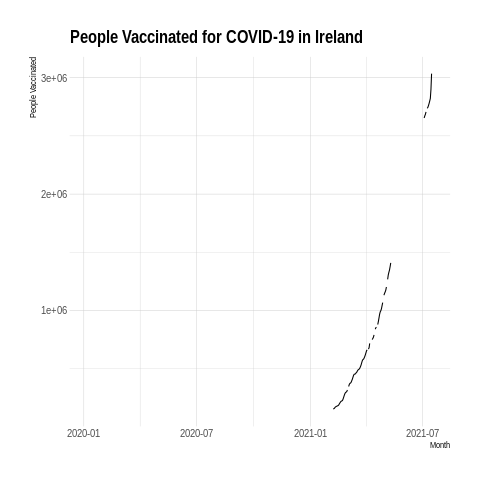 People Vaccinated for COVID-19 in Ireland
People Vaccinated
3e+06
2e+06
1e+06
2020-01 2020-07 2021-01 2021-07
Month